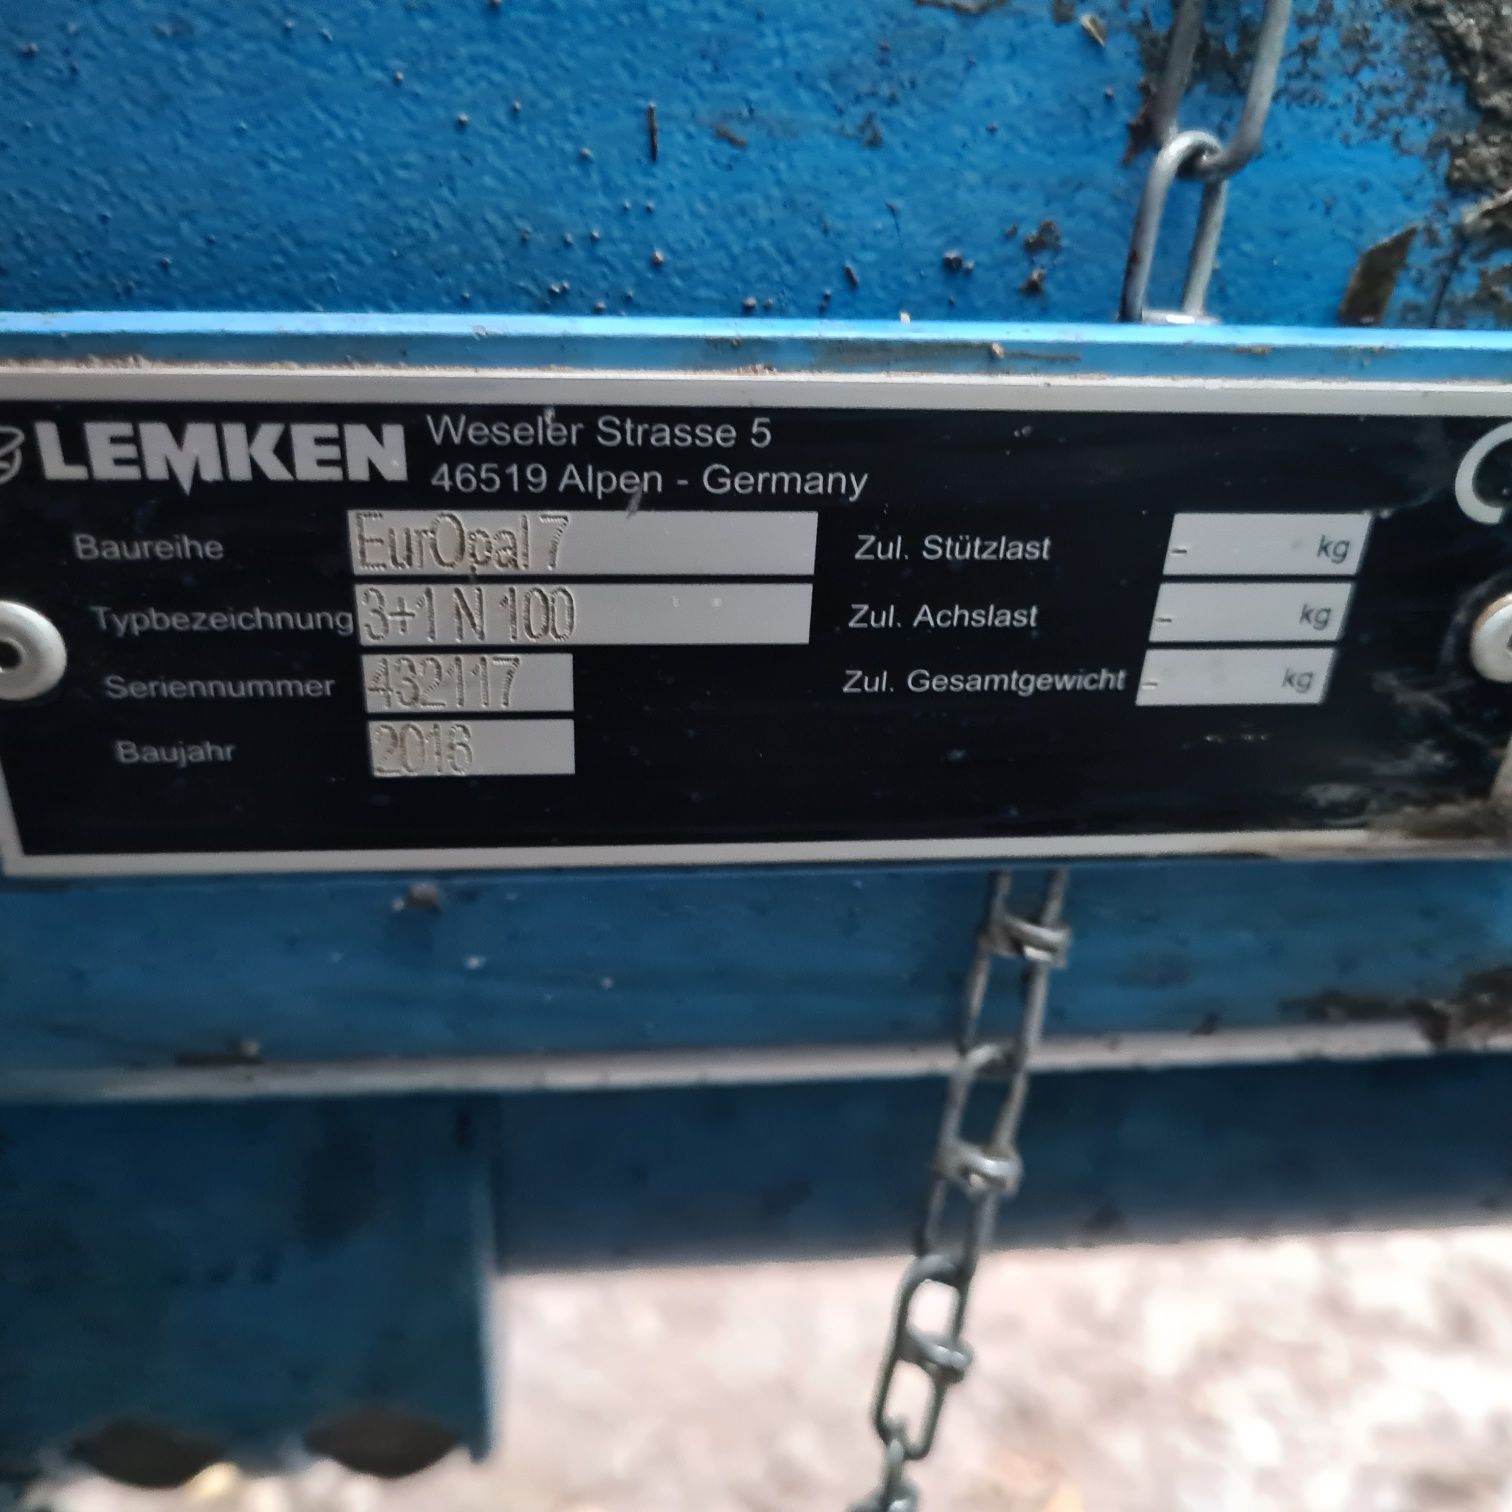 LEMKEN
Weseler Strasse 5
46519 Alpen - Germany
Baureihe EurOpal 7
Typbezeichnung 3+1 N 100
Seriennummer 432117
Baujahr 2016
Zul. Stützlast - kg
Zul. Achslast - kg
Zul. Gesamtgewicht - kg